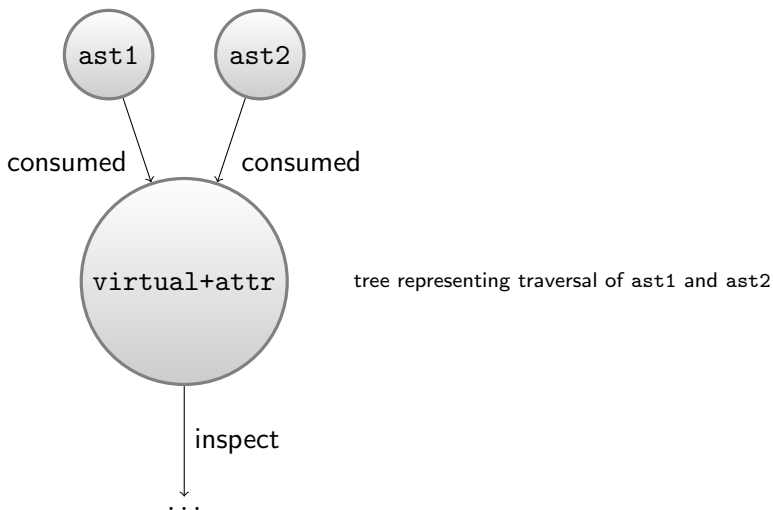 ast1
ast2
consumed
consumed
virtual+attr
tree representing traversal of ast1 and ast2
inspect
...